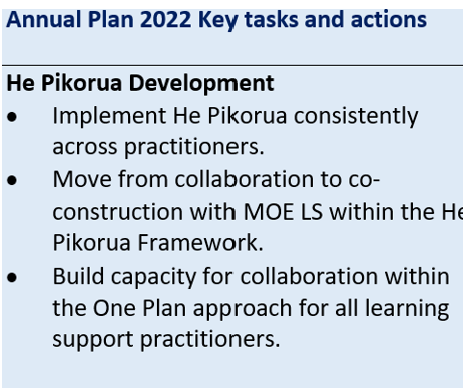 Annual Plan 2022 Key tasks and actions
He Pikorua Development
• Implement He Pikorua consistently
across practitioners.
• Move from collaboration to co-
construction with MOE LS within the He
Pikorua Framework.
• Build capacity for collaboration within
the One Plan approach for all learning
support practitioners.